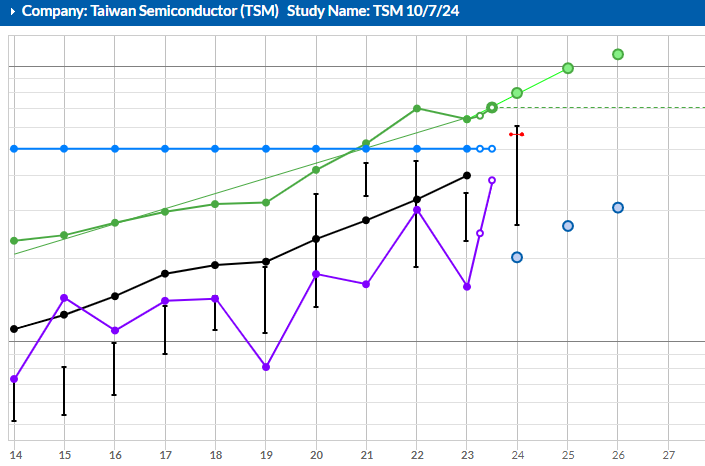 Company: Taiwan Semiconductor (TSM) Study Name: TSM 10/7/24
14 15 16 17 18 19 20 21 22 23 24 25 26 27